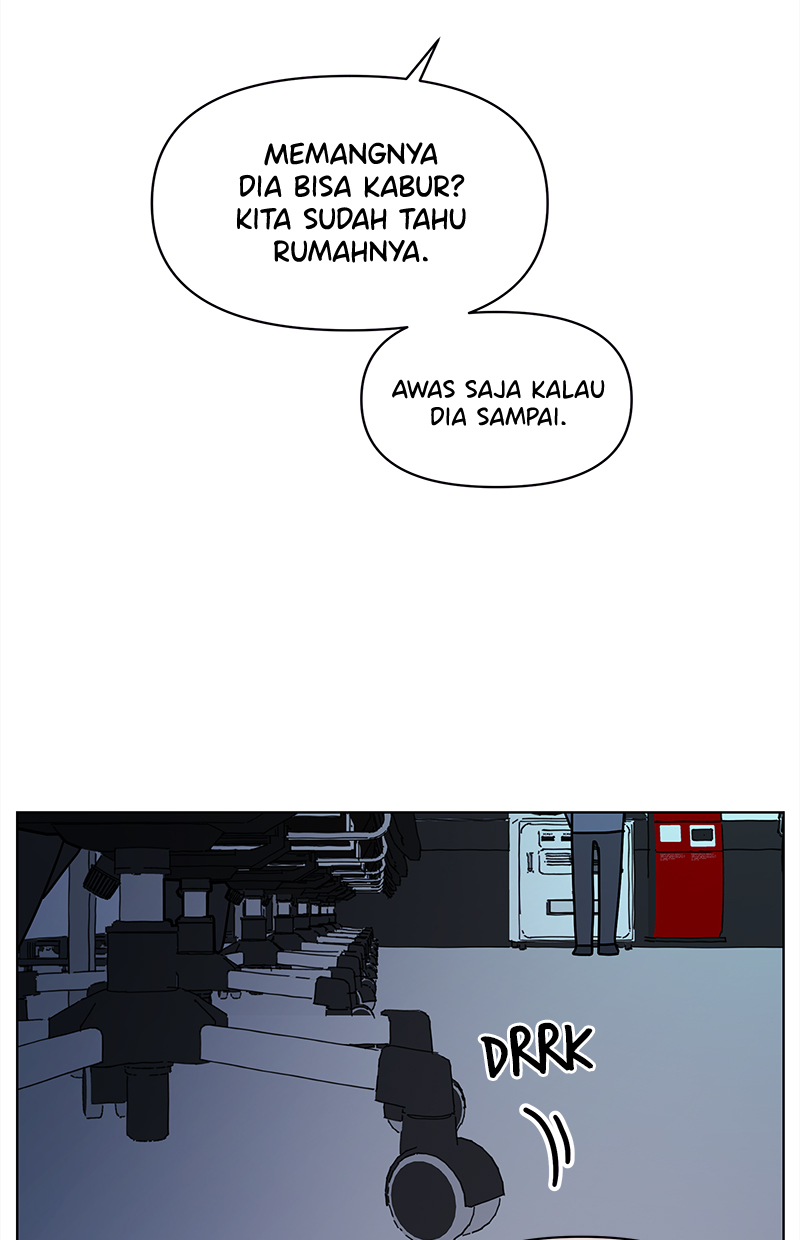 MEMANGNYA
DIA BISA KABUR?
KITA SUDAH TAHU
RUMAHNYA.
AWAS SAJA KALAU
DIA SAMPAI.
DRRK